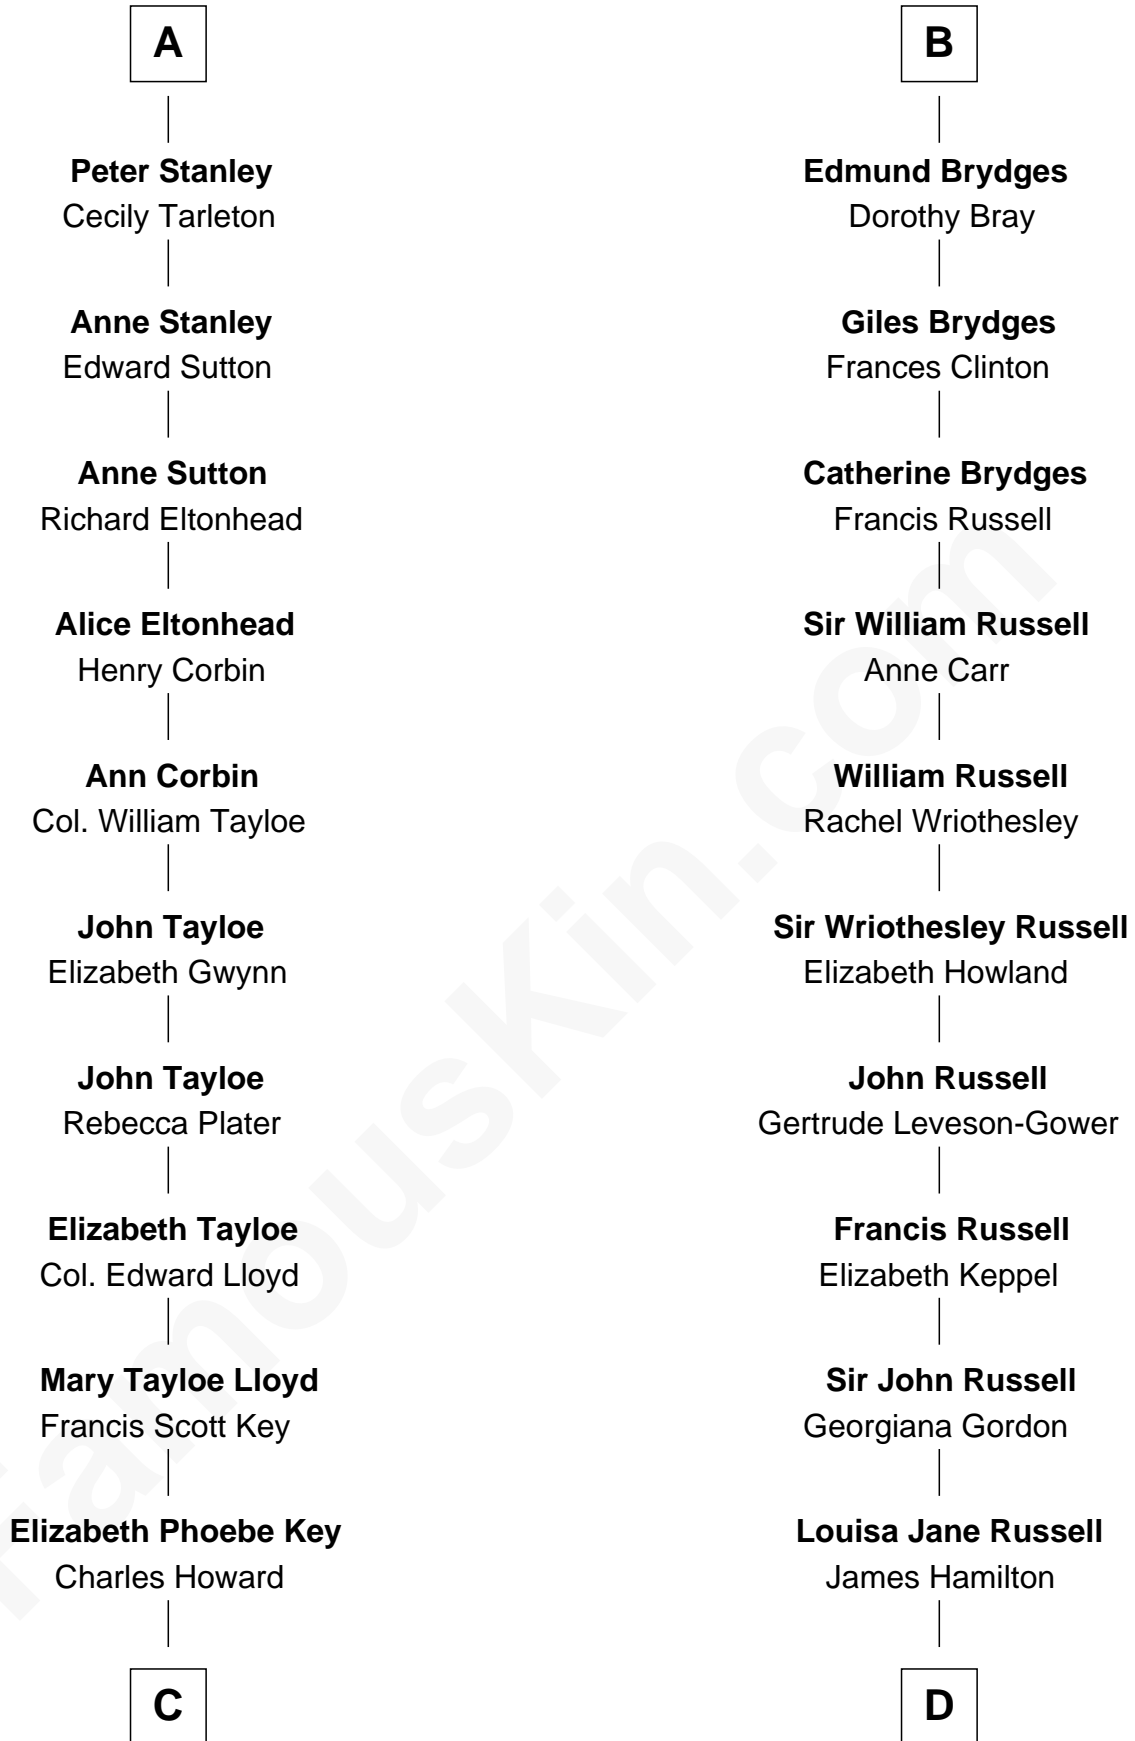 A
Peter Stanley
Cecily Tarleton
Anne Stanley
Edward Sutton
Anne Sutton
Richard Eltonhead
Alice Eltonhead
Henry Corbin
Ann Corbin
Col. William Tayloe
John Tayloe
Elizabeth Gwynn
John Tayloe
Rebecca Plater
Elizabeth Tayloe
Col. Edward Lloyd
Mary Tayloe Lloyd
Francis Scott Key
Elizabeth Phoebe Key
Charles Howard
C
B
Edmund Brydges
Dorothy Bray
Giles Brydges
Frances Clinton
Catherine Brydges
Francis Russell
Sir William Russell
Anne Carr
William Russell
Rachel Wriothesley
Sir Wriothesley Russell
Elizabeth Howland
John Russell
Gertrude Leveson-Gower
Francis Russell
Elizabeth Keppel
Sir John Russell
Georgiana Gordon
Louisa Jane Russell
James Hamilton
D
FamousKin.com